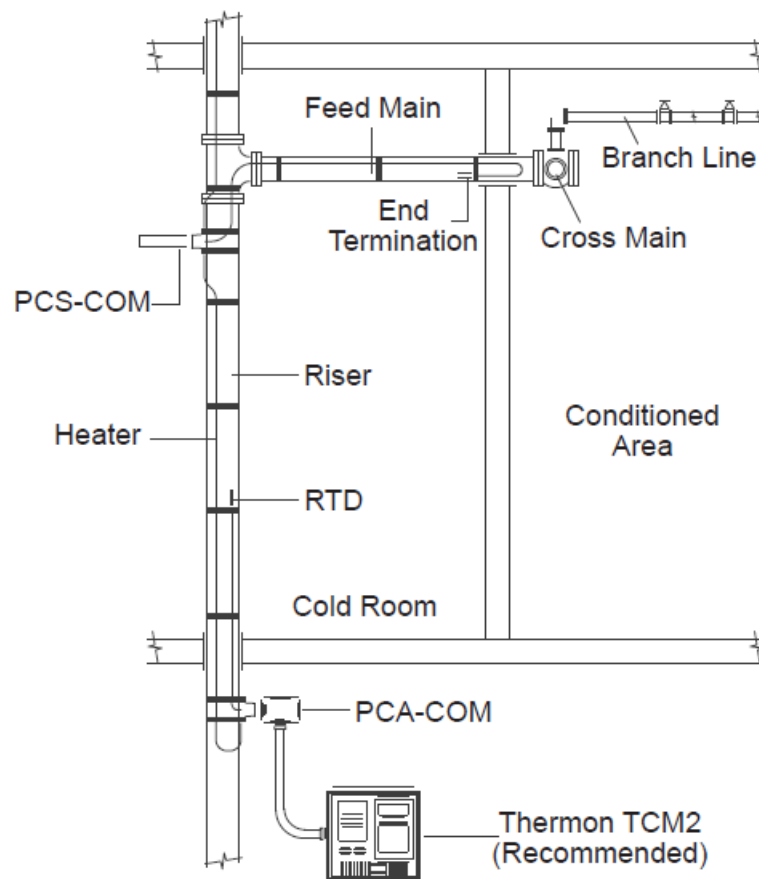 Feed Main
Branch Line
End
Termination
Cross Main
PCS-COM
Riser
Conditioned
Area
Heater
RTD
Cold Room
PCA-COM
Thermon TCM2
(Recommended)